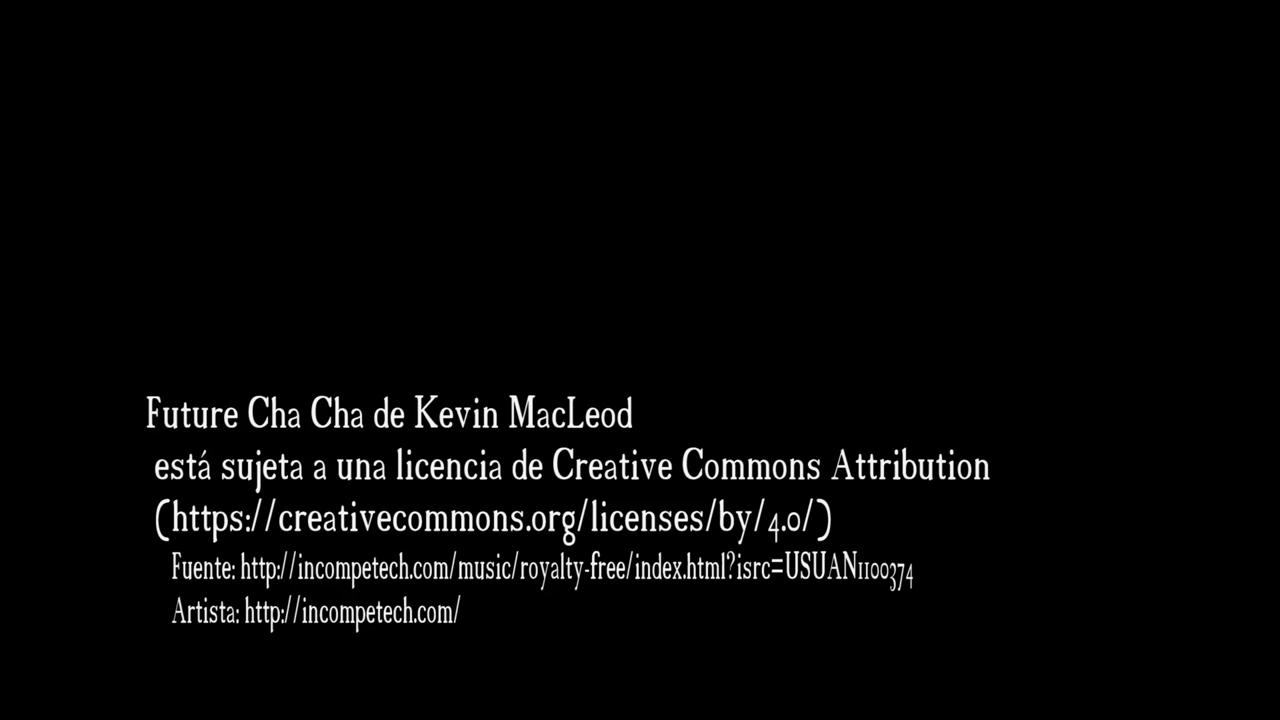 Future Cha Cha de Kevin MacLeod
está sujeta a una licencia de Creative Commons Attribution
(https://creativecommons.org/licenses/by/4.0/)
Fuente: http://incompetech.com/music/royalty-free/index.html?isrc=USUAN1100374
Artista: http://incompetech.com/